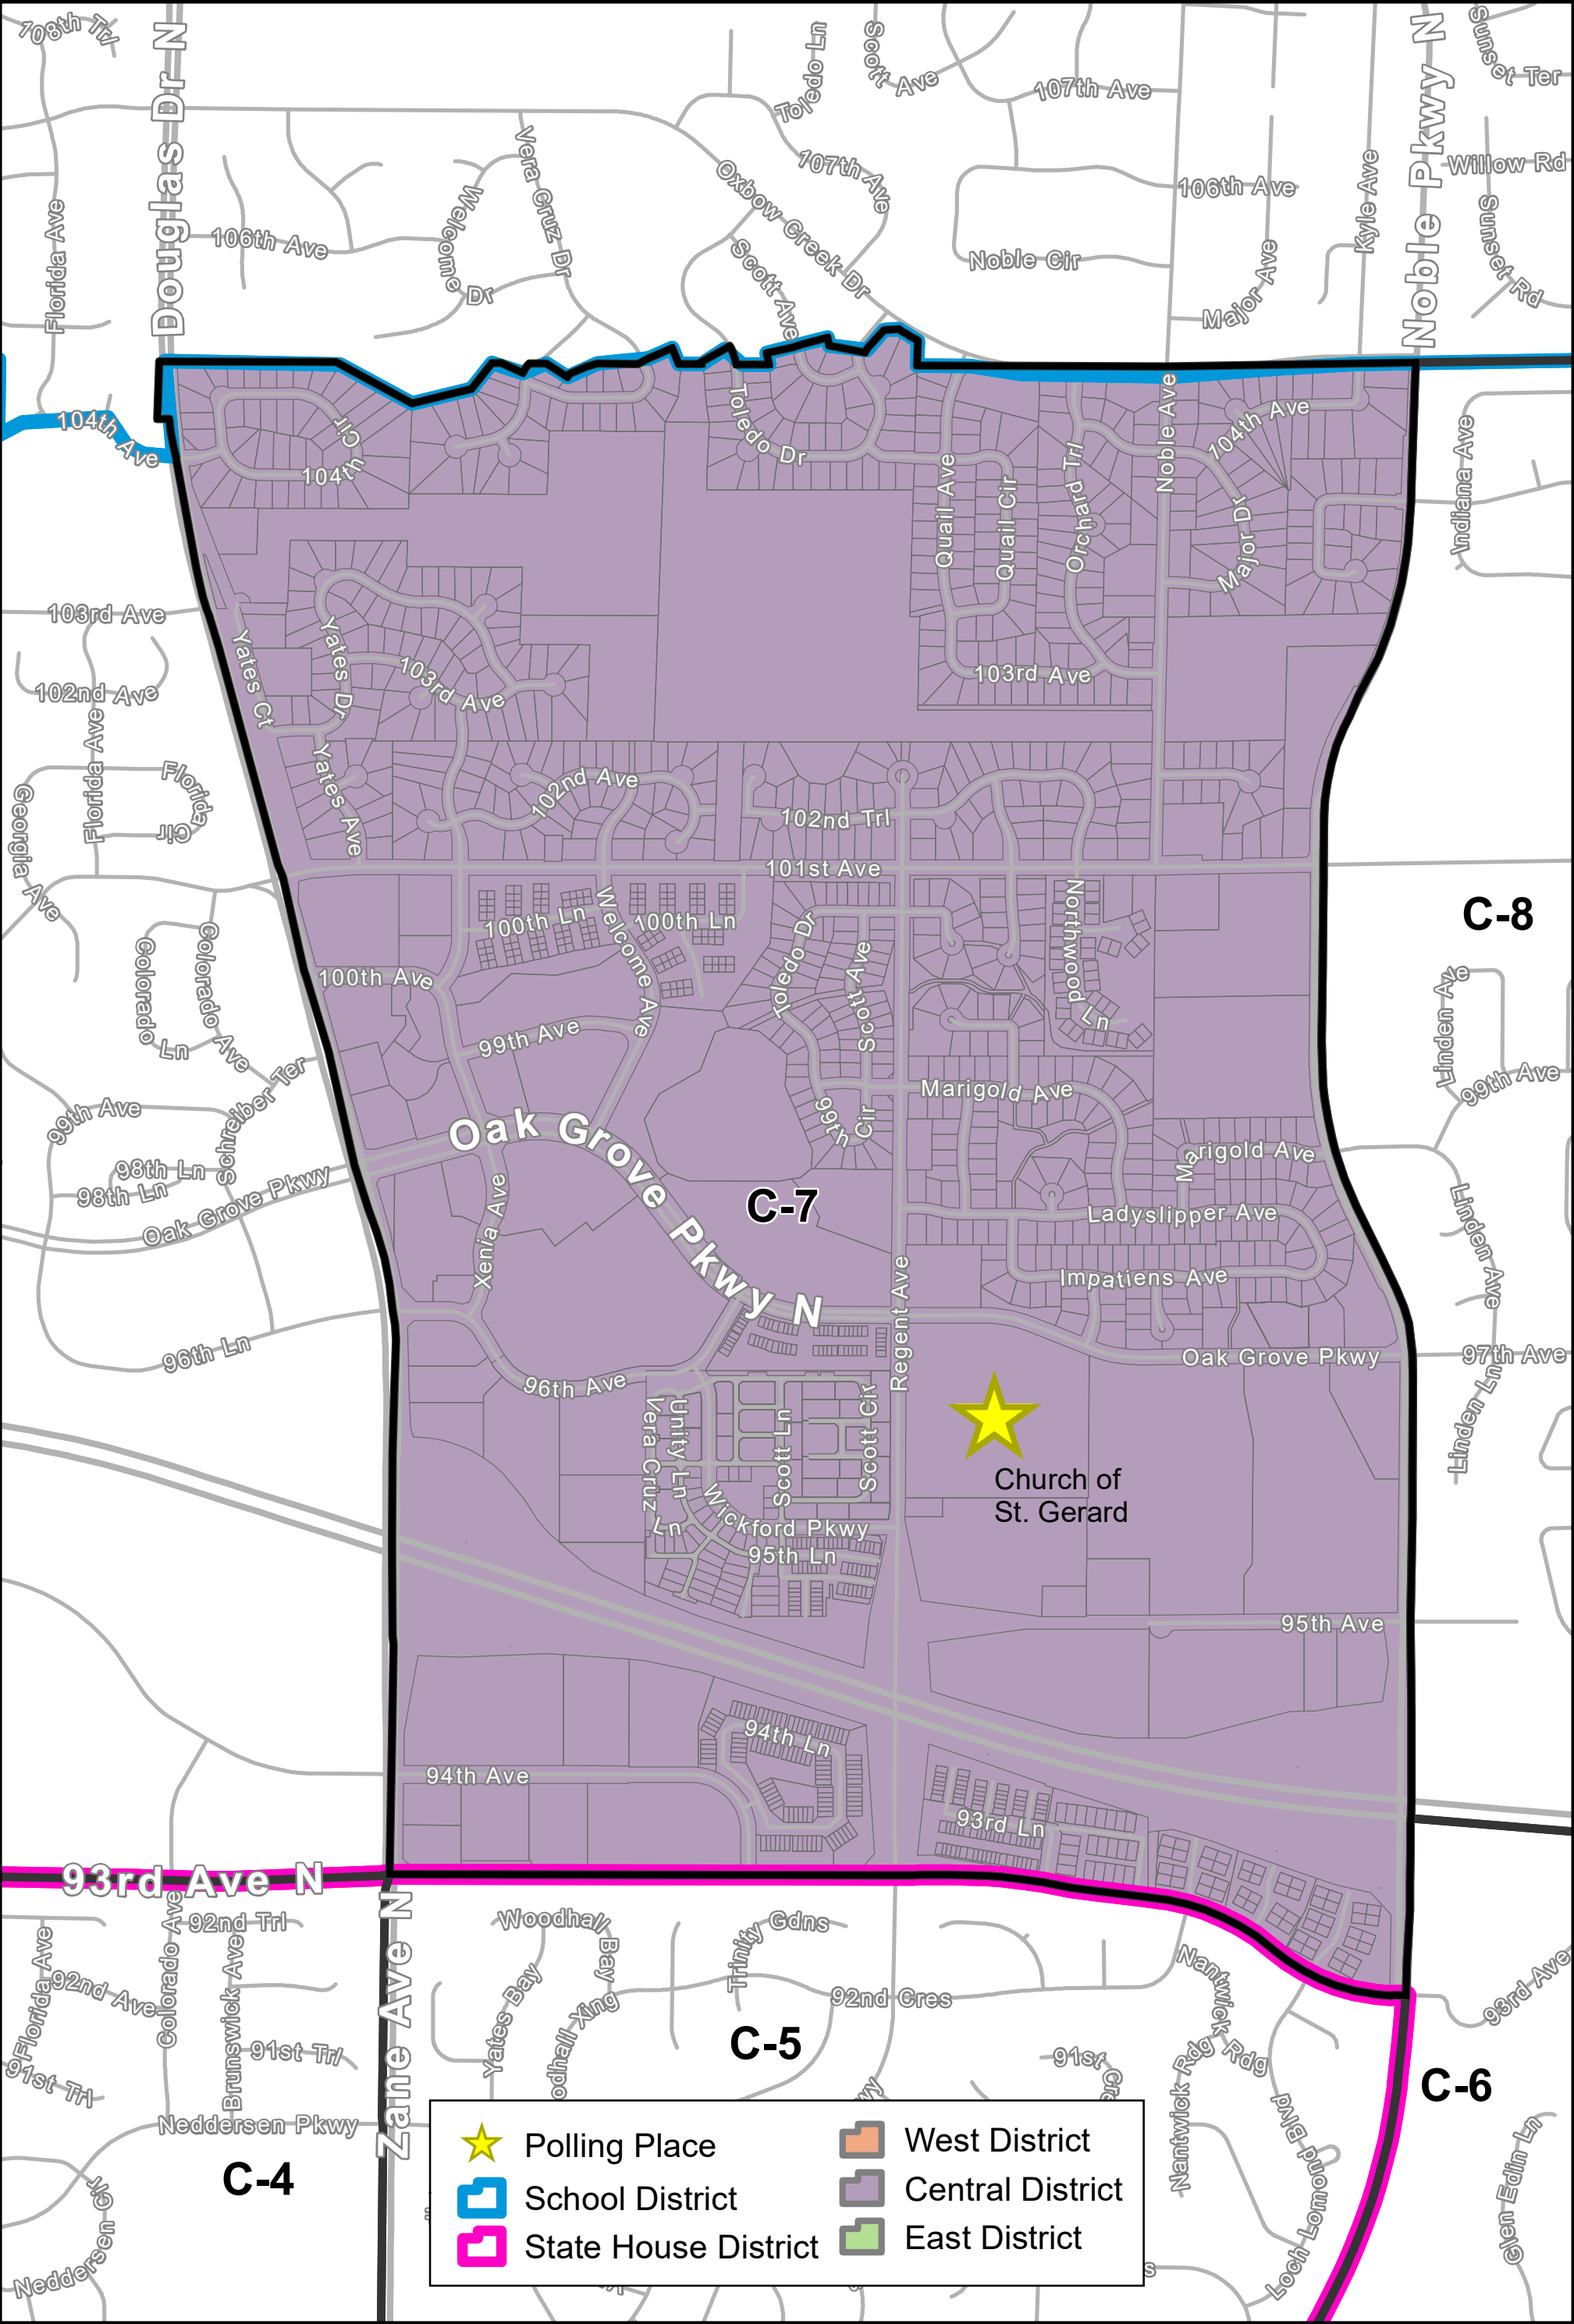 108th Trl
Douglas Dr N
Toledo Ln
Scott Ave
107th Ave
Noble Pkwy N
Sunset Ter
Florida Ave
106th Ave
Welcome Dr
Vera Cruz Dr
Oxbow Creek Dr
107th Ave
Scott Ave
106th Ave
Noble Cir
Major Ave
Kyle Ave
Willow Rd
Sunset Rd
104th Ave
104th Cir
Toledo Dr
Quail Ave
Quail Cir
Orchard Trl
Noble Ave
104th Ave
Major Dr
Indiana Ave
103rd Ave
102nd Ave
Florida Ave
Yates Ct
Yates Dr
103rd Ave
103rd Ave
Yates Ave
102nd Ave
102nd Trl
101st Ave
Georgia Ave
Florida Cir
Colorado Ln
Colorado Ave
100th Ln
Welcome Ave
100th Ln
100th Ave
99th Ave
Toledo Dr
Scott Ave
Northwood Ln
C-8
Linden Ave
99th Ave
99th Ave
Schreiber Ter
98th Ln
98th Ln
Oak Grove Pkwy
Oak Grove Pkwy N
99th Cir
Marigold Ave
Marigold Ave
C-7
Ladyslipper Ave
Impatiens Ave
Linden Ave
Xenia Ave
Regent Ave
96th Ln
96th Ave
Oak Grove Pkwy
97th Ave
Linden Ln
Vera Cruz Ln
Unity Ln
Scott Ln
Scott Cir
Wickford Pkwy
95th Ln
Church of
St. Gerard
95th Ave
94th Ln
94th Ave
93rd Ln
93rd Ave N
92nd Trl
Zane Ave N
Woodhall Bay
Trinity Gdns
Florida Ave
92nd Ave
Colorado Ave
Brunswick Ave
91st Trl
91st Trl
Yates Bay
odhall Xing
92nd Cres
C-5
91st Cre
Nantwick Rdg
Nantwick Rdg
93rd Ave
C-6
Neddersen Pkwy
C-4
Neddersen Cir
Loch Lomond Blvd
Glen Edin Ln
Polling Place
School District
State House District
West District
Central District
East District